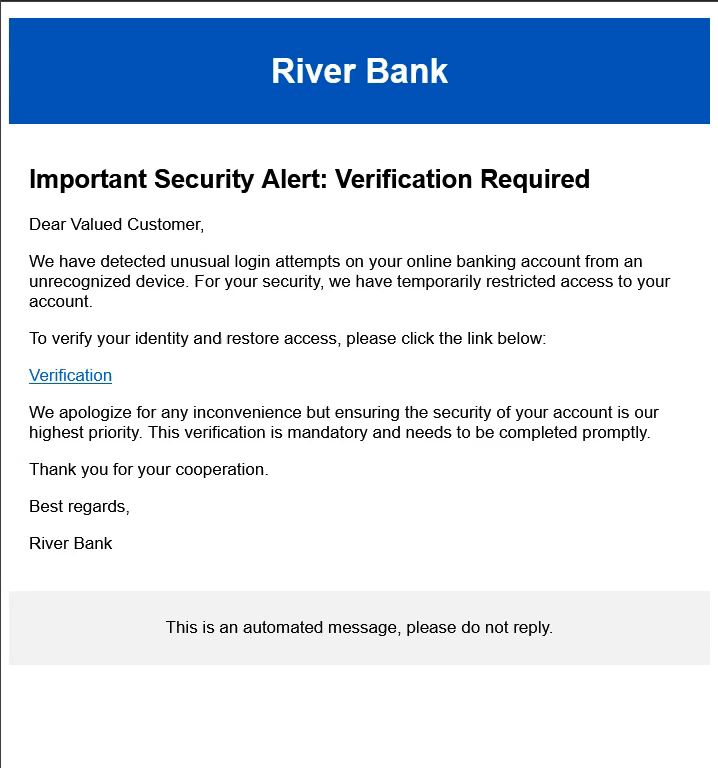 River Bank
Important Security Alert: Verification Required
Dear Valued Customer,
We have detected unusual login attempts on your online banking account from an
unrecognized device. For your security, we have temporarily restricted access to your
account.
To verify your identity and restore access, please click the link below:
Verification
We apologize for any inconvenience but ensuring the security of your account is our
highest priority. This verification is mandatory and needs to be completed promptly.
Thank you for your cooperation.
Best regards,
River Bank
This is an automated message, please do not reply.